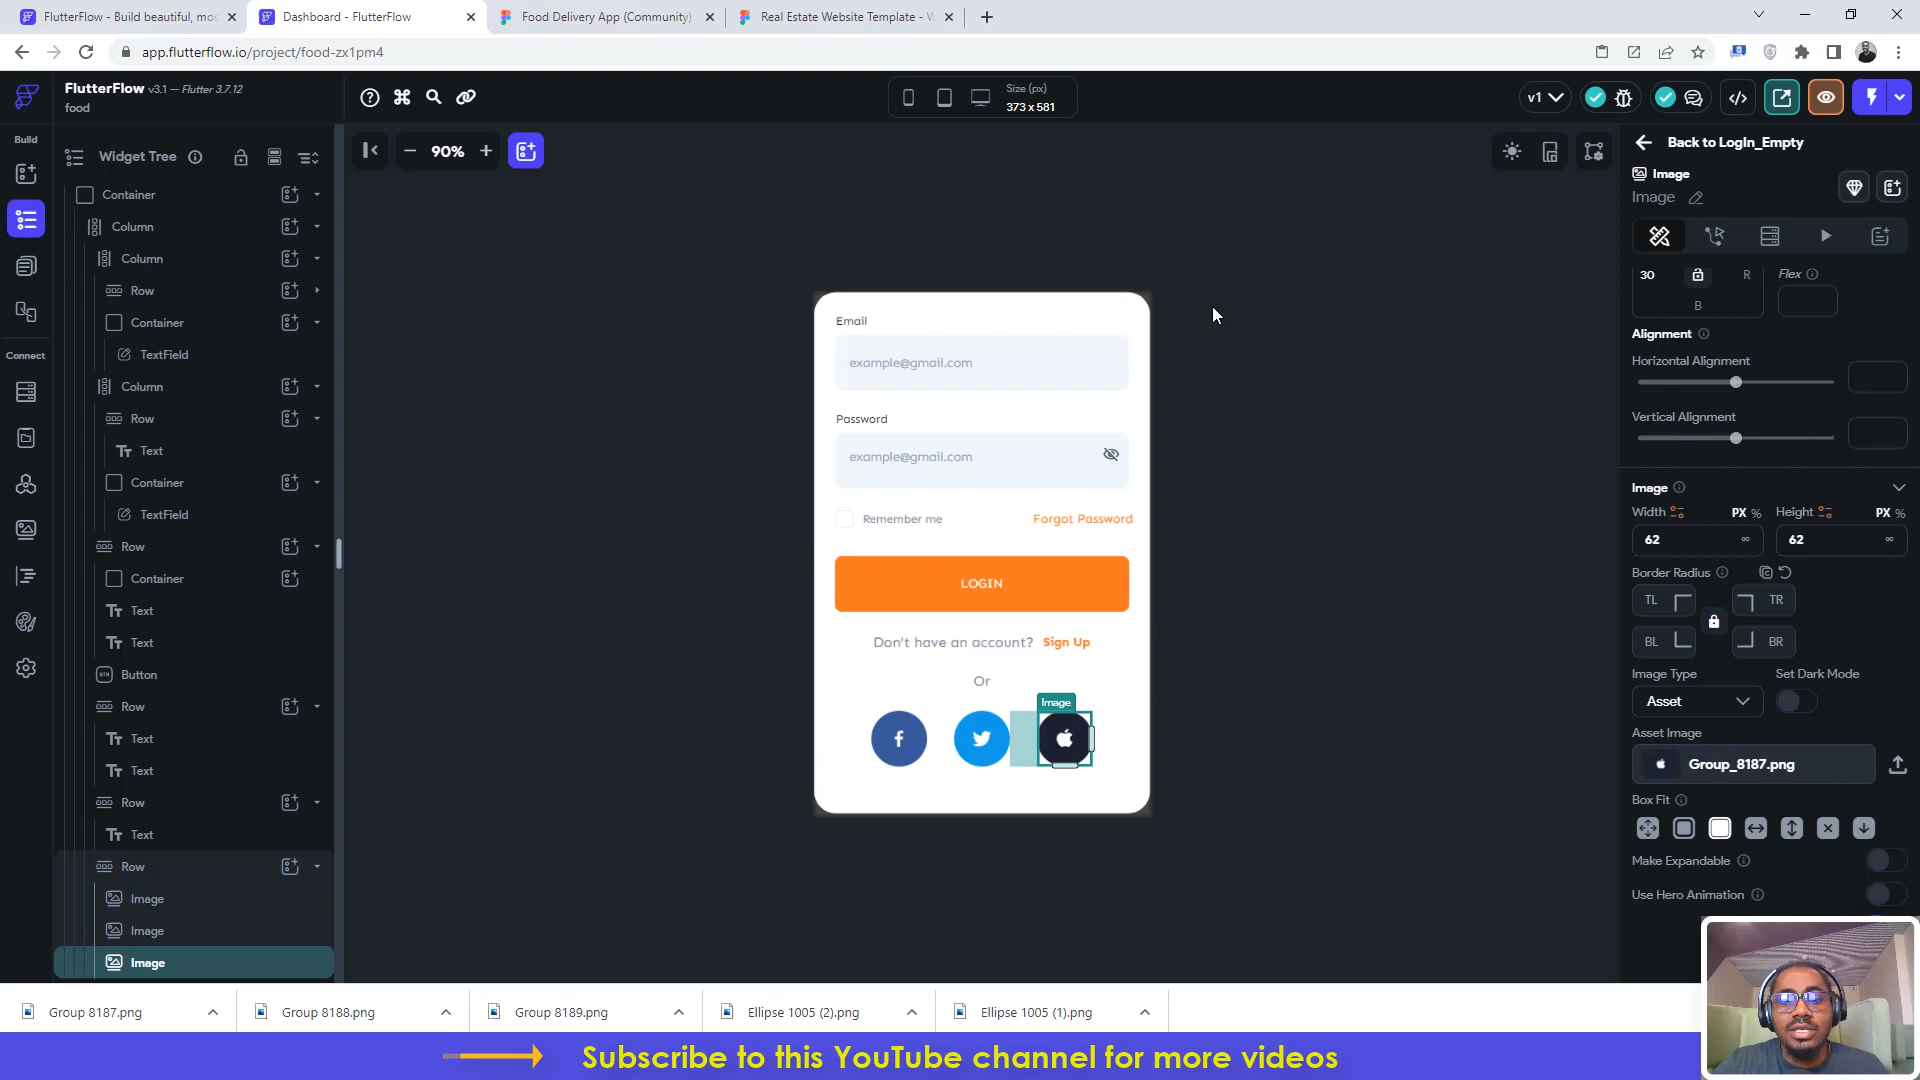 FlutterFlow - Build beautiful, mo
Dashboard - FlutterFlow
Food Delivery App (Community)
Real Estate Website Template - W
app.flutterflow.io/project/food-zx1pm4
FlutterFlow v3.1 — Flutter 3.7.12
food
Size (px)
373 x 581
v1
Build
Connect
Widget Tree
Container
Column
Column
Row
Container
TextField
Column
Row
Text
Container
TextField
Row
Container
Text
Text
Button
Row
Text
Text
Row
Text
Row
Image
Image
Image
90%
Email
example@gmail.com
Password
example@gmail.com
Remember me
Forgot Password
LOGIN
Don't have an account? Sign Up
Or
Image
Back to LogIn_Empty
Image
Image
30
R
B
Flex
Alignment
Horizontal Alignment
Vertical Alignment
Image
Width
PX %
Height
PX %
62 ∞
62 ∞
Border Radius
TL
TR
BL
BR
Image Type
Set Dark Mode
Asset
Asset Image
Group_8187.png
Box Fit
Make Expandable
Use Hero Animation
Group 8187.png
Group 8188.png
Group 8189.png
Ellipse 1005 (2).png
Ellipse 1005 (1).png
Subscribe to this YouTube channel for more videos